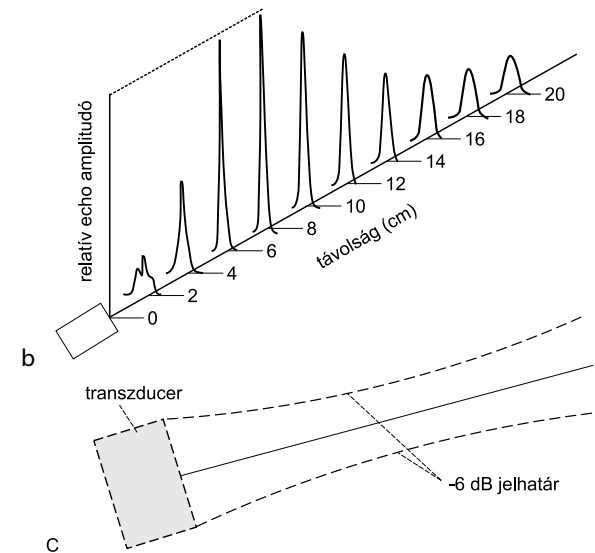 relatív echo amplitudó
0
2
4
6
8
10
12
14
16
18
20
távolság (cm)
b
transzducer
-6 dB jelhatár
C